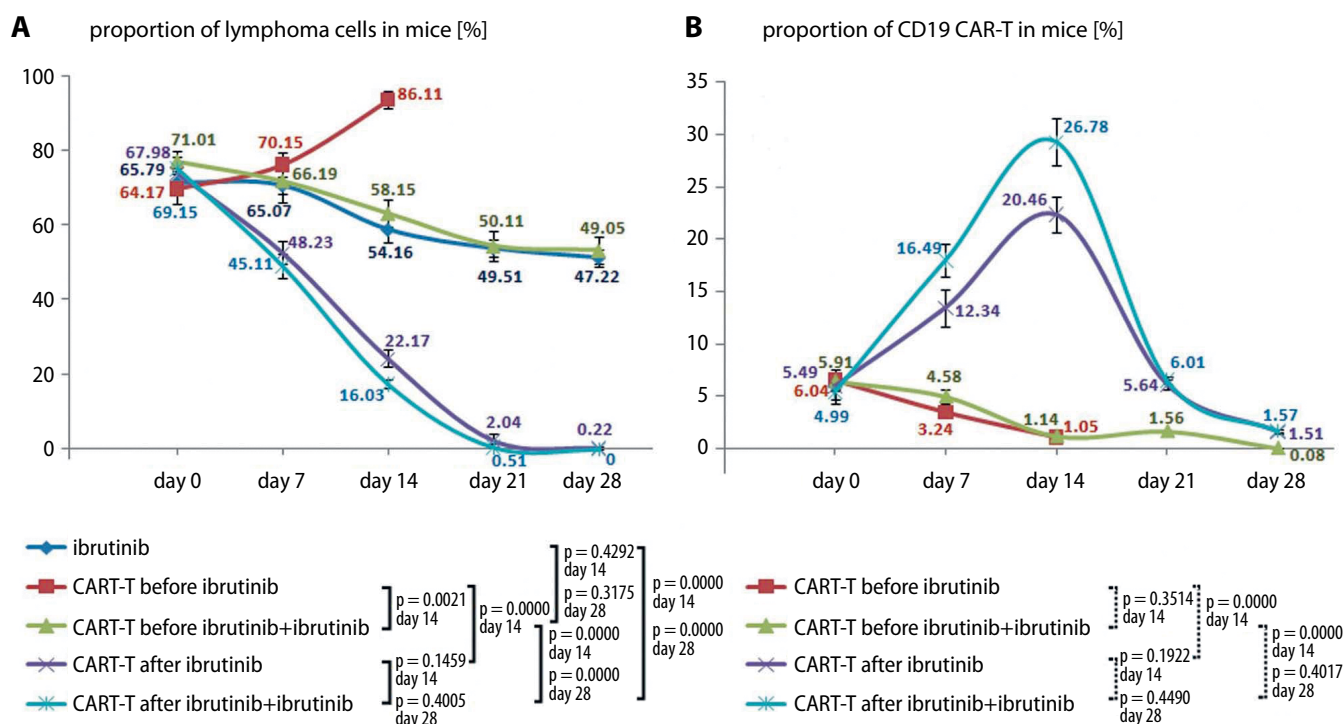 A proportion of lymphoma cells in mice [%]
100
80
60
40
20
0
67.98
71.01
65.79
64.17
69.15
70.15
66.19
65.07
48.23
45.11
86.11
58.15
54.16
22.17
16.03
50.11
49.51
2.04
0.51
49.05
47.22
0.22
0
day 0 day 7 day 14 day 21 day 28
B proportion of CD19 CAR-T in mice [%]
35
30
25
20
15
10
5
0
5.49
5.91
6.04
4.99
16.49
12.34
4.58
3.24
26.78
20.46
1.14
1.05
6.01
5.64
1.56
1.57
1.51
0.08
day 0 day 7 day 14 day 21 day 28
ibrutinib
CART-T before ibrutinib
CART-T before ibrutinib+ibrutinib
CART-T after ibrutinib
CART-T after ibrutinib+ibrutinib
p = 0.0021
day 14
p = 0.1459
day 14
p = 0.4005
day 28
p = 0.0000
day 14
p = 0.4292
day 14
p = 0.3175
day 28
p = 0.0000
day 14
p = 0.0000
day 28
p = 0.0000
day 14
p = 0.0000
day 28
CART-T before ibrutinib
CART-T before ibrutinib+ibrutinib
CART-T after ibrutinib
CART-T after ibrutinib+ibrutinib
p = 0.3514
day 14
p = 0.1922
day 14
p = 0.4490
day 28
p = 0.0000
day 14
p = 0.0000
day 14
p = 0.4017
day 28